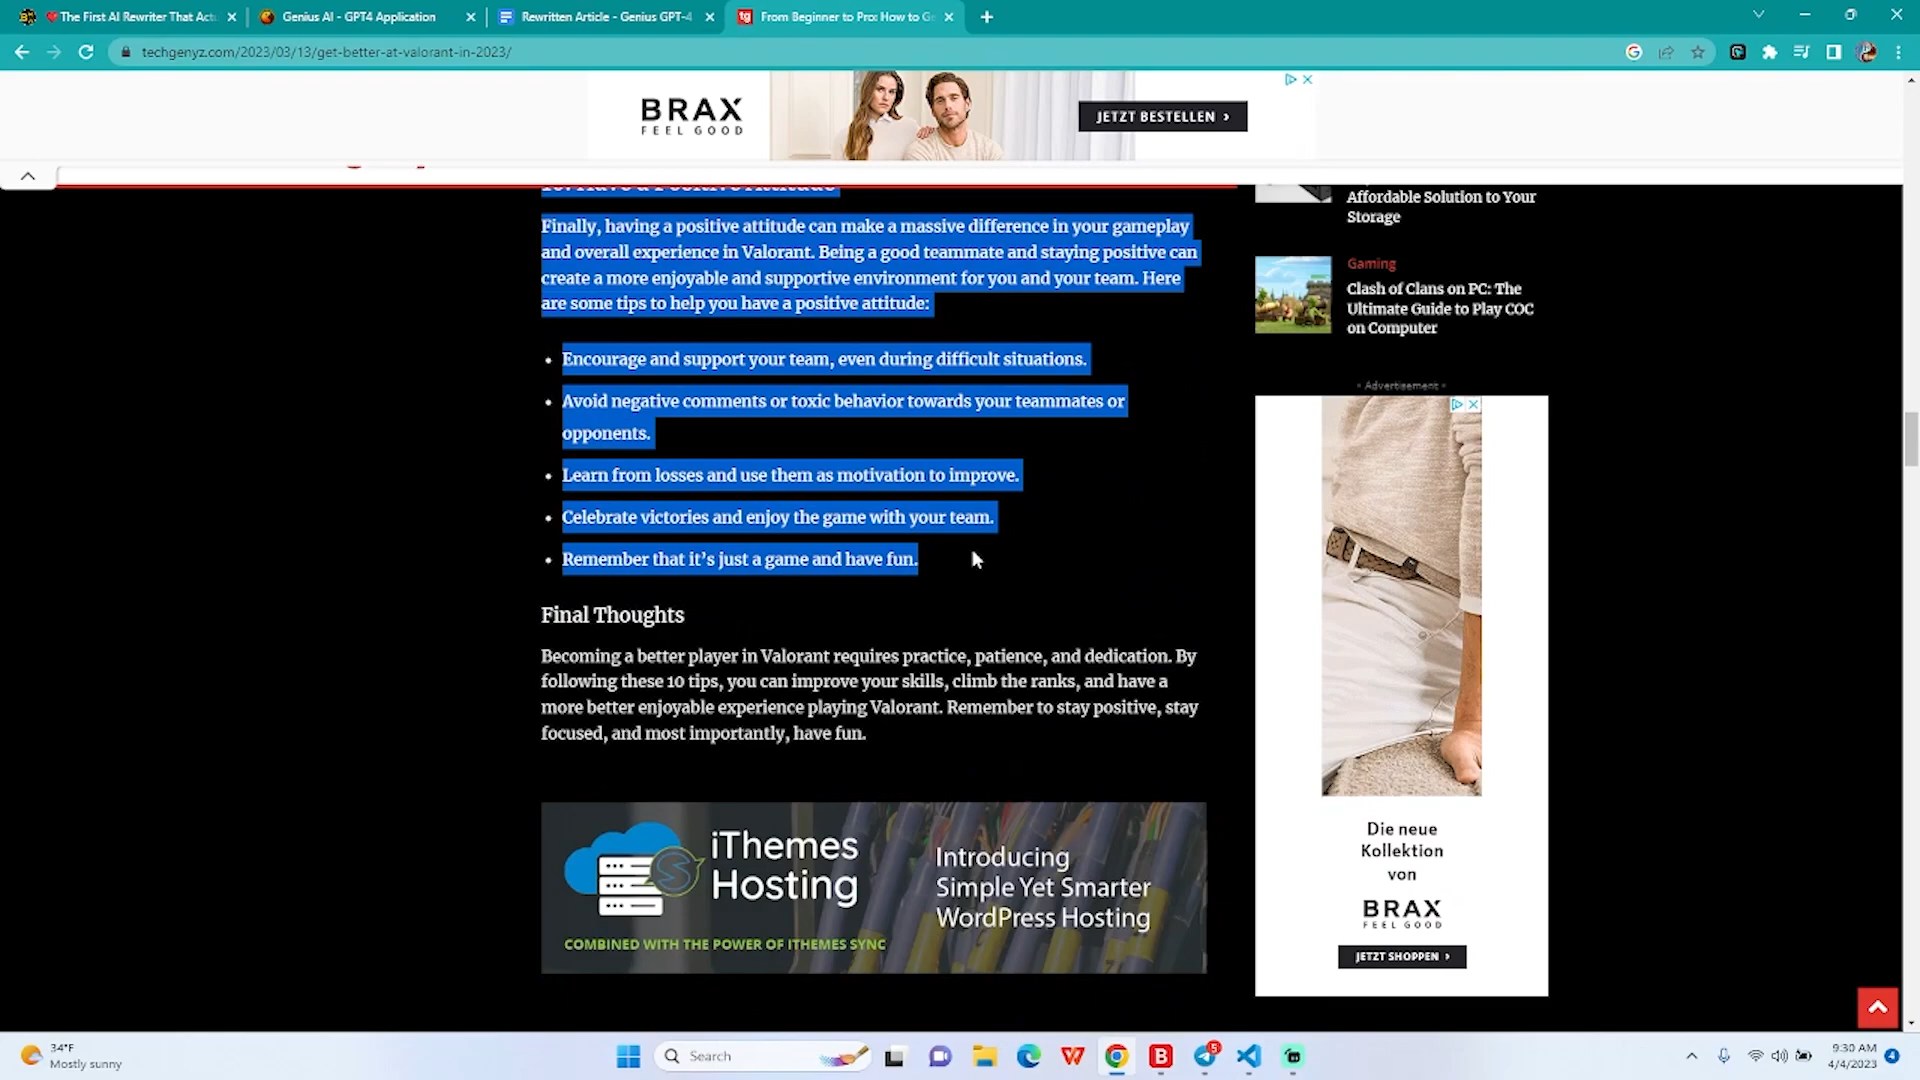 The First AI Rewriter That Actu
Genius AI - GPT4 Application
Rewritten Article - Genius GPT-4
From Beginner to Pro: How to Ge
techgenyz.com/2023/03/13/get-better-at-valorant-in-2023/
BRAX
FEEL GOOD
JETZT BESTELLEN ›
10. Have a Positive Attitude
Finally, having a positive attitude can make a massive difference in your gameplay
and overall experience in Valorant. Being a good teammate and staying positive can
create a more enjoyable and supportive environment for you and your team. Here
are some tips to help you have a positive attitude:
• Encourage and support your team, even during difficult situations.
• Avoid negative comments or toxic behavior towards your teammates or
opponents.
• Learn from losses and use them as motivation to improve.
• Celebrate victories and enjoy the game with your team.
• Remember that it’s just a game and have fun.
Final Thoughts
Becoming a better player in Valorant requires practice, patience, and dedication. By
following these 10 tips, you can improve your skills, climb the ranks, and have a
more better enjoyable experience playing Valorant. Remember to stay positive, stay
focused, and most importantly, have fun.
iThemes
Hosting
COMBINED WITH THE POWER OF ITHEMES SYNC
Introducing
Simple Yet Smarter
WordPress Hosting
Affordable Solution to Your
Storage
Gaming
Clash of Clans on PC: The
Ultimate Guide to Play COC
on Computer
- Advertisement -
Die neue
Kollektion
von
BRAX
FEEL GOOD
JETZT SHOPPEN ›
34°F
Mostly sunny
Search
5
9:30 AM
4/4/2023
4